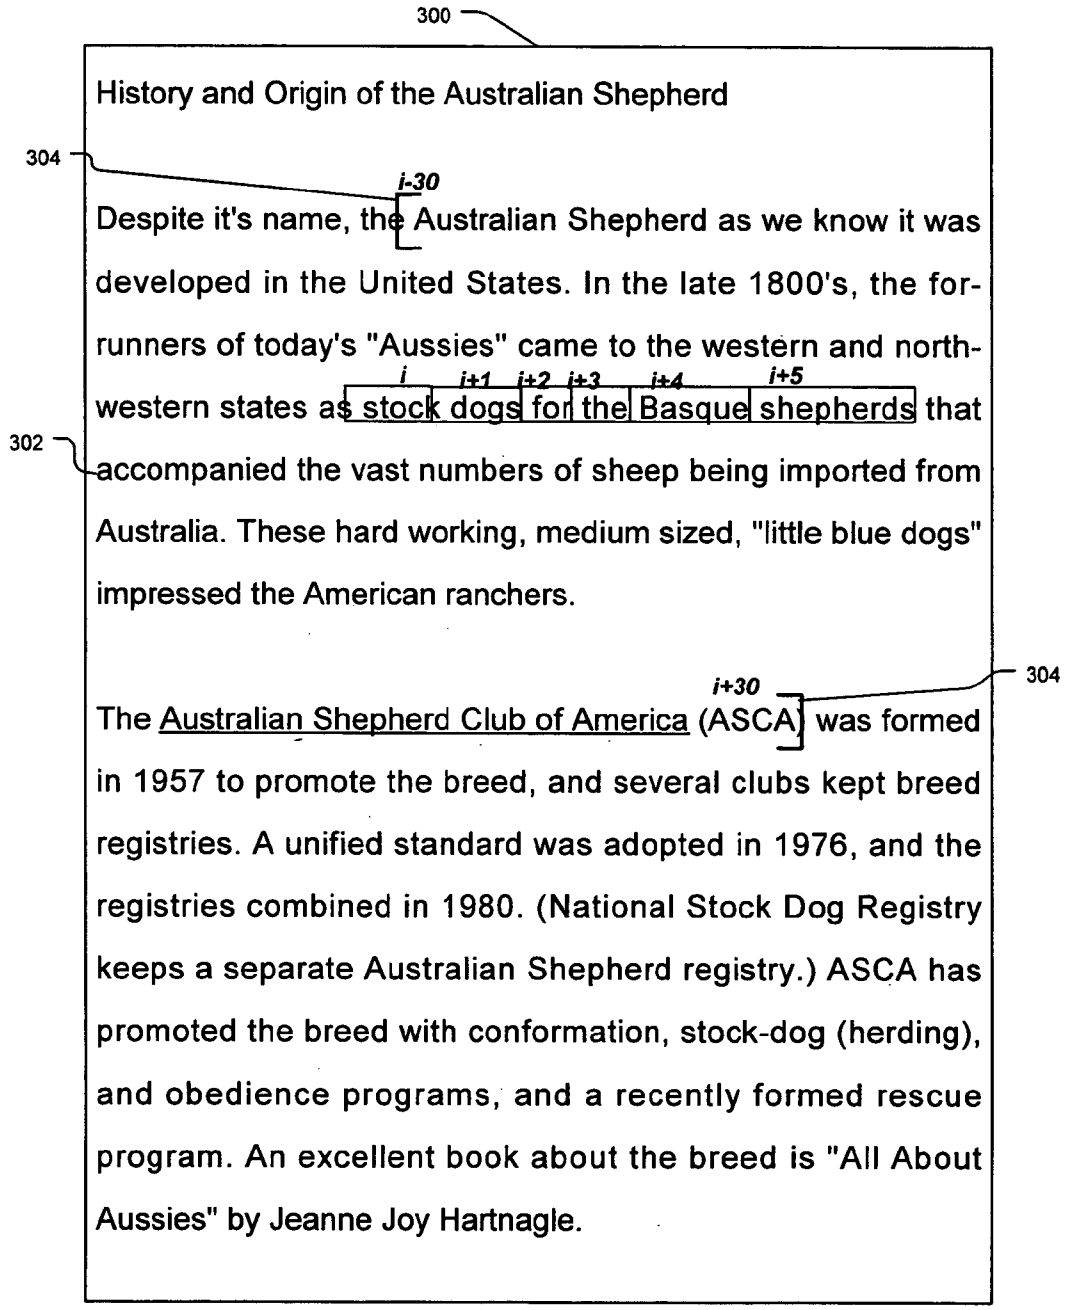 300
History and Origin of the Australian Shepherd
304
i-30
Despite it's name, the Australian Shepherd as we know it was
developed in the United States. In the late 1800's, the for-
runners of today's "Aussies" came to the western and north-
i i+1 i+2 i+3 i+4 i+5
western states as stock dogs for the Basque shepherds that
302
accompanied the vast numbers of sheep being imported from
Australia. These hard working, medium sized, "little blue dogs"
impressed the American ranchers.
i+30
304
The Australian Shepherd Club of America (ASCA) was formed
in 1957 to promote the breed, and several clubs kept breed
registries. A unified standard was adopted in 1976, and the
registries combined in 1980. (National Stock Dog Registry
keeps a separate Australian Shepherd registry.) ASCA has
promoted the breed with conformation, stock-dog (herding),
and obedience programs, and a recently formed rescue
program. An excellent book about the breed is "All About
Aussies" by Jeanne Joy Hartnagle.